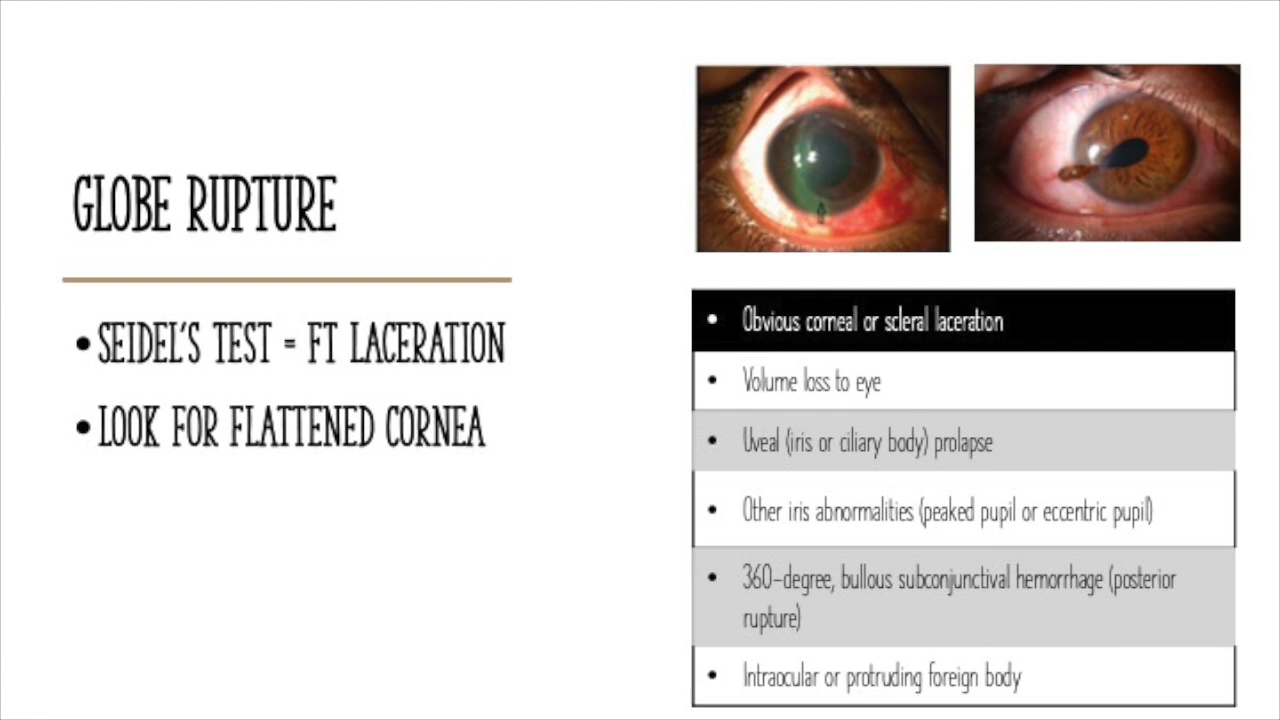 GLOBE RUPTURE
• SEIDEL'S TEST = FT LACERATION
• LOOK FOR FLATTENED CORNEA
• Obvious corneal or scleral laceration
• Volume loss to eye
• Uveal (iris or ciliary body) prolapse
• Other iris abnormalities (peaked pupil or eccentric pupil)
• 360-degree, bullous subconjunctival hemorrhage (posterior
rupture)
• Intraocular or protruding foreign body